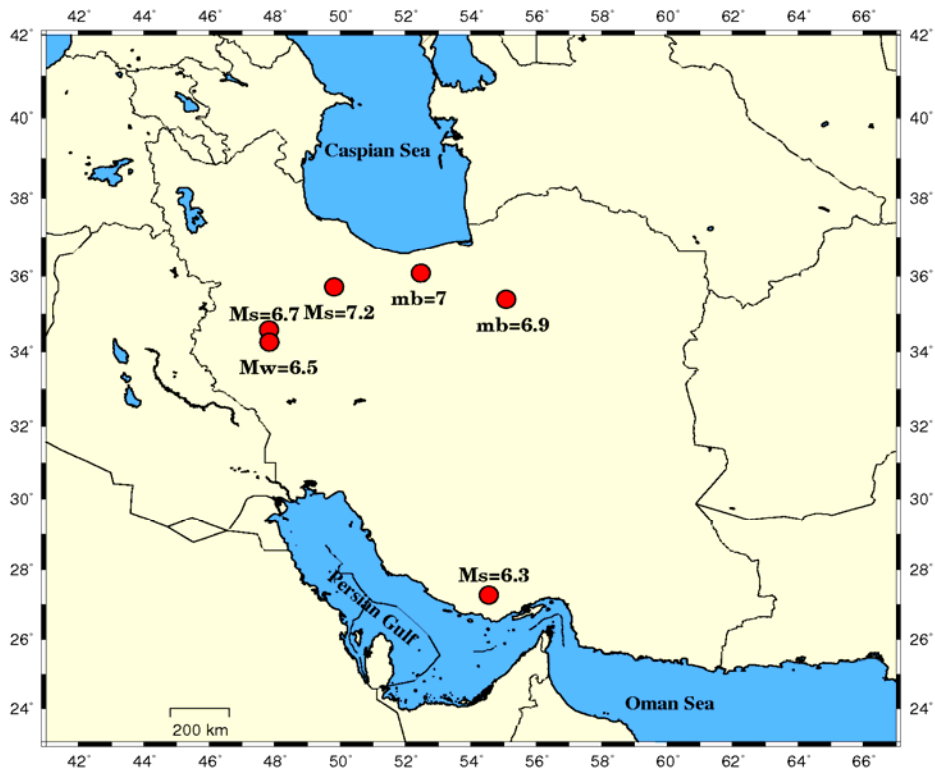 42° 44° 46° 48° 50° 52° 54° 56° 58° 60° 62° 64° 66°
42° 42°
40° 40°
Caspian Sea
38° 38°
36° 36°
Ms=6.7 Ms=7.2 mb=7
mb=6.9
34° 34°
Mw=6.5
32° 32°
30° 30°
28° 28°
Ms=6.3
Persian Gulf
26° 26°
24° 24°
Oman Sea
200 km
42° 44° 46° 48° 50° 52° 54° 56° 58° 60° 62° 64° 66°